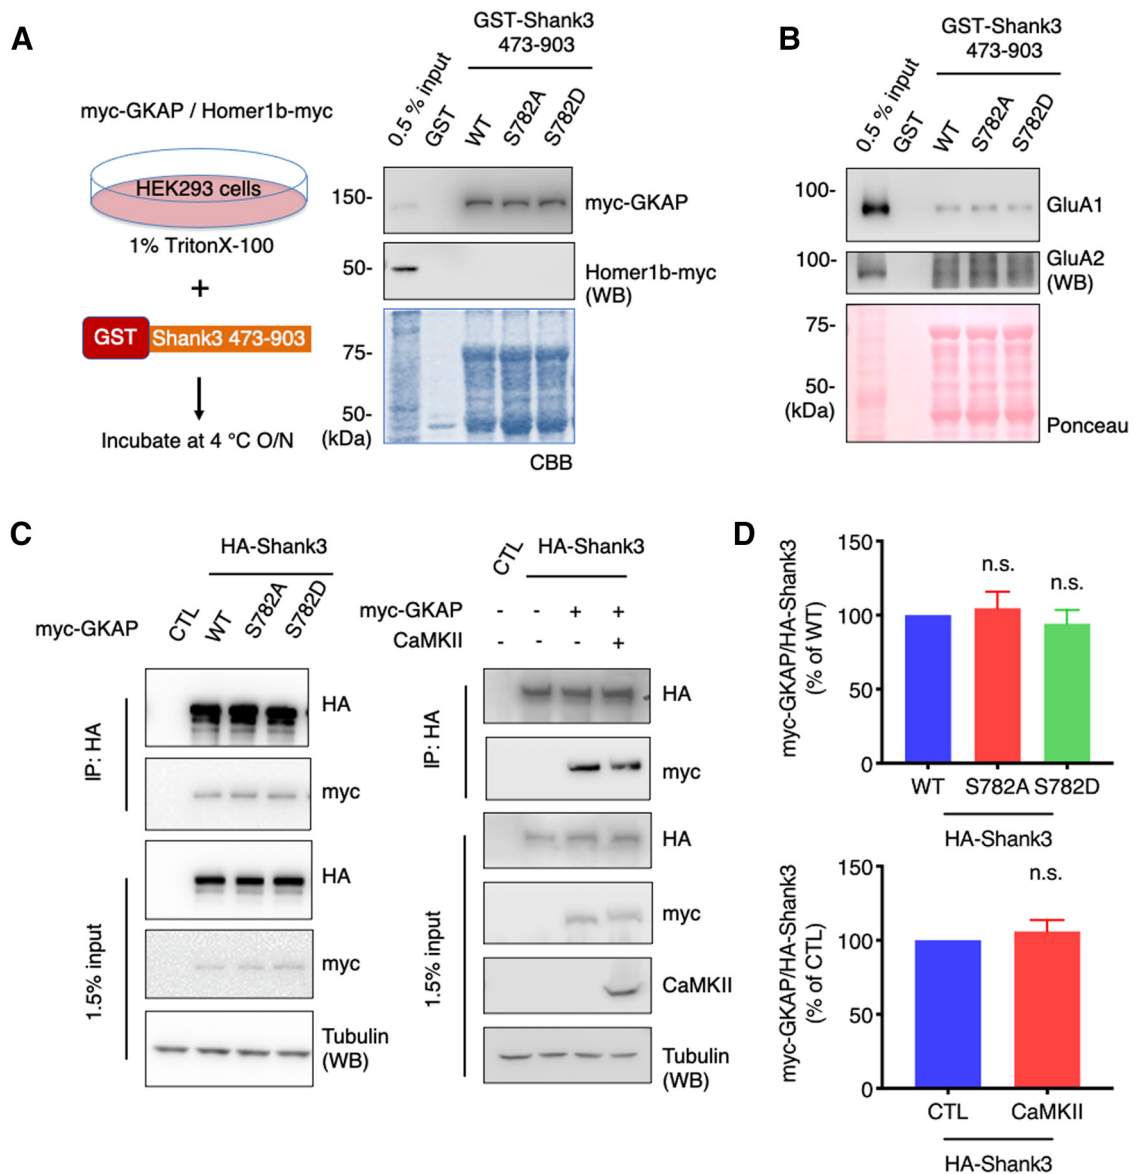 A
myc-GKAP / Homer1b-myc
HEK293 cells
1% TritonX-100
+
GST Shank3 473-903
Incubate at 4 °C O/N
GST-Shank3
473-903
0.5 % input
GST
WT
S782A
S782D
150-
myc-GKAP
50-
Homer1b-myc
(WB)
75-
50-
(kDa)
CBB
B
GST-Shank3
473-903
0.5 % input
GST
WT
S782A
S782D
100-
GluA1
100-
GluA2
(WB)
75-
50-
(kDa)
Ponceau
C
HA-Shank3
myc-GKAP
CTL
WT
S782A
S782D
IP: HA
HA
myc
1.5% input
HA
myc
Tubulin
(WB)
CTL
HA-Shank3
myc-GKAP - - + +
CaMKII - - - +
IP: HA
HA
myc
1.5% input
HA
myc
CaMKII
Tubulin
(WB)
D
myc-GKAP/HA-Shank3
(% of WT)
150
100
50
0
n.s.
n.s.
WT S782A S782D
HA-Shank3
myc-GKAP/HA-Shank3
(% of CTL)
150
100
50
0
n.s.
CTL CaMKII
HA-Shank3